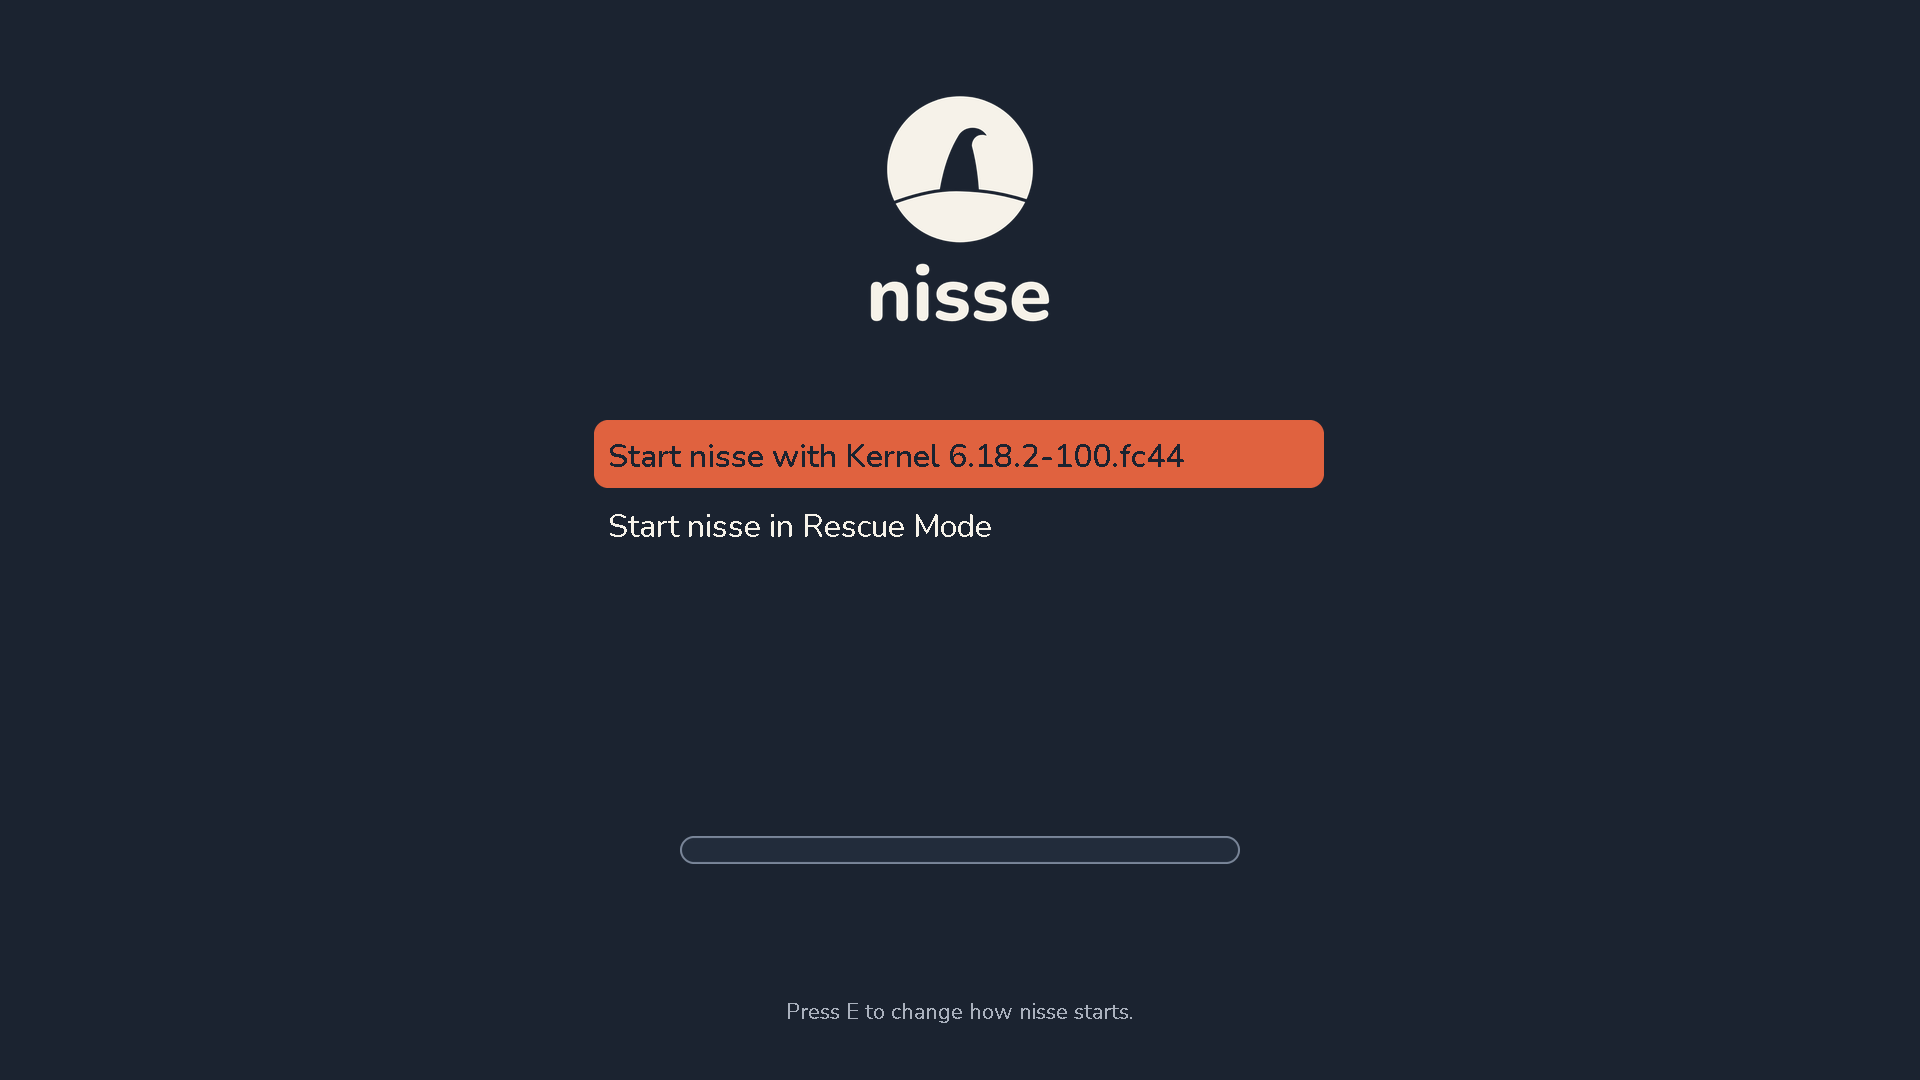 nisse
Start nisse with Kernel 6.18.2-100.fc44
Start nisse in Rescue Mode
Press E to change how nisse starts.